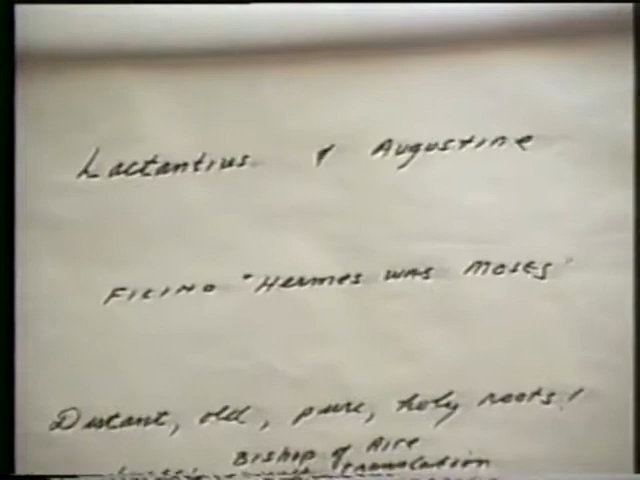 Lactantius & Augustine
FICINO "Hermes was Moses"
Distant, old, pure, holy roots!
Bishop of Aire
translation